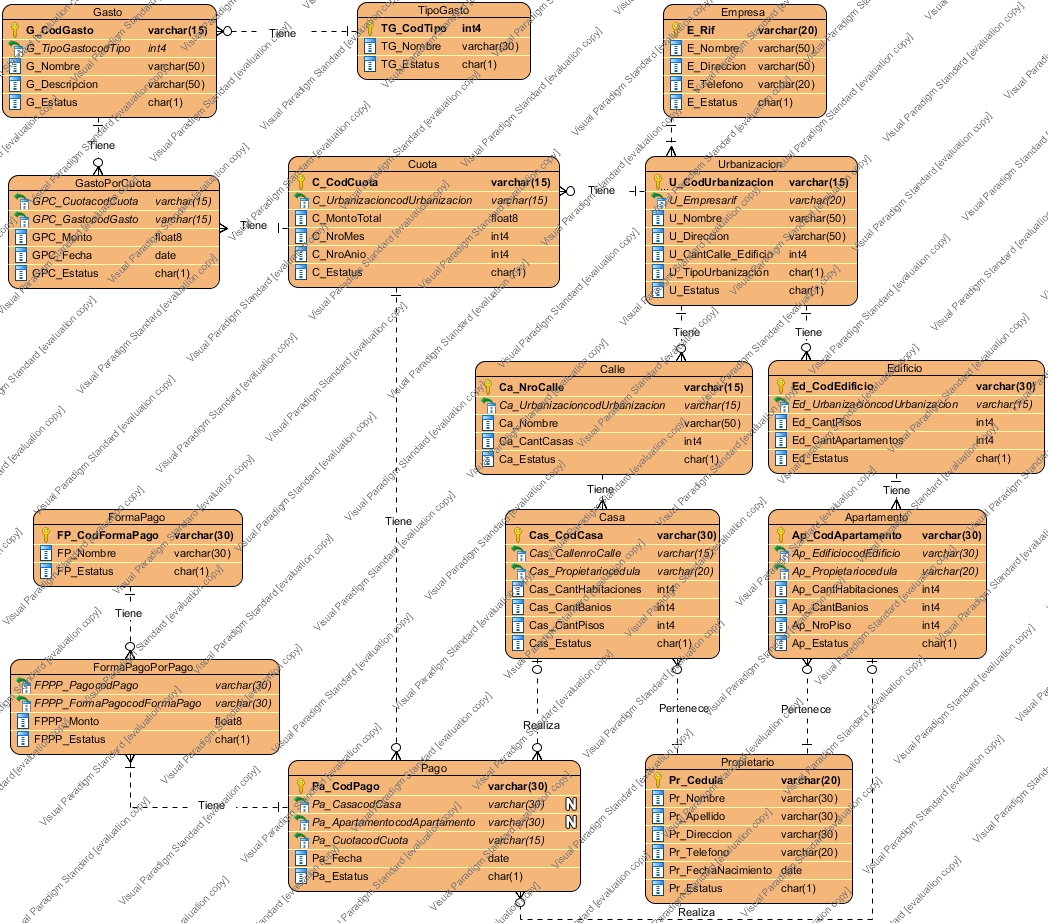 Gasto
G_CodGasto varchar(15)
G_TipoGastocodTipo int4
G_Nombre varchar(50)
G_Descripcion varchar(50)
G_Estatus char(1)
Tiene
TipoGasto
TG_CodTipo int4
TG_Nombre varchar(30)
TG_Estatus char(1)
Empresa
E_Rif varchar(20)
E_Nombre varchar(50)
E_Direccion varchar(50)
E_Telefono varchar(20)
E_Estatus char(1)
Tiene
GastoPorCuota
GPC_CuotacodCuota varchar(15)
GPC_GastocodGasto varchar(15)
GPC_Monto float8
GPC_Fecha date
GPC_Estatus char(1)
Tiene
Cuota
C_CodCuota varchar(15)
C_UrbanizacioncodUrbanizacion varchar(15)
C_MontoTotal float8
C_NroMes int4
C_NroAnio int4
C_Estatus char(1)
Tiene
Urbanizacion
U_CodUrbanizacion varchar(15)
U_Empresarif varchar(20)
U_Nombre varchar(50)
U_Direccion varchar(50)
U_CantCalle_Edificio int4
U_TipoUrbanización char(1)
U_Estatus char(1)
Tiene
Tiene
Calle
Ca_NroCalle varchar(15)
Ca_UrbanizacioncodUrbanizacion varchar(15)
Ca_Nombre varchar(50)
Ca_CantCasas int4
Ca_Estatus char(1)
Edificio
Ed_CodEdificio varchar(30)
Ed_UrbanizacioncodUrbanizacion varchar(15)
Ed_CantPisos int4
Ed_CantApartamentos int4
Ed_Estatus char(1)
Tiene
Tiene
Tiene
FormaPago
FP_CodFormaPago varchar(30)
FP_Nombre varchar(30)
FP_Estatus char(1)
Casa
Cas_CodCasa varchar(30)
Cas_CallenroCalle varchar(15)
Cas_Propietariocedula varchar(20)
Cas_CantHabitaciones int4
Cas_CantBanios int4
Cas_CantPisos int4
Cas_Estatus char(1)
Apartamento
Ap_CodApartamento varchar(30)
Ap_EdificiocodEdificio varchar(30)
Ap_Propietariocedula varchar(20)
Ap_CantHabitaciones int4
Ap_CantBanios int4
Ap_NroPiso int4
Ap_Estatus char(1)
Tiene
FormaPagoPorPago
FPPP_PagocodPago varchar(30)
FPPP_FormaPagocodFormaPago varchar(30)
FPPP_Monto float8
FPPP_Estatus char(1)
Tiene
Realiza
Pertenece
Pertenece
Pago
Pa_CodPago varchar(30)
Pa_CasacodCasa varchar(30) N
Pa_ApartamentocodApartamento varchar(30) N
Pa_CuotacodCuota varchar(15)
Pa_Fecha date
Pa_Estatus char(1)
Propietario
Pr_Cedula varchar(20)
Pr_Nombre varchar(30)
Pr_Apellido varchar(30)
Pr_Direccion varchar(30)
Pr_Telefono varchar(20)
Pr_FechaNacimiento date
Pr_Estatus char(1)
Realiza
Visual Paradigm Standard [evaluation copy]